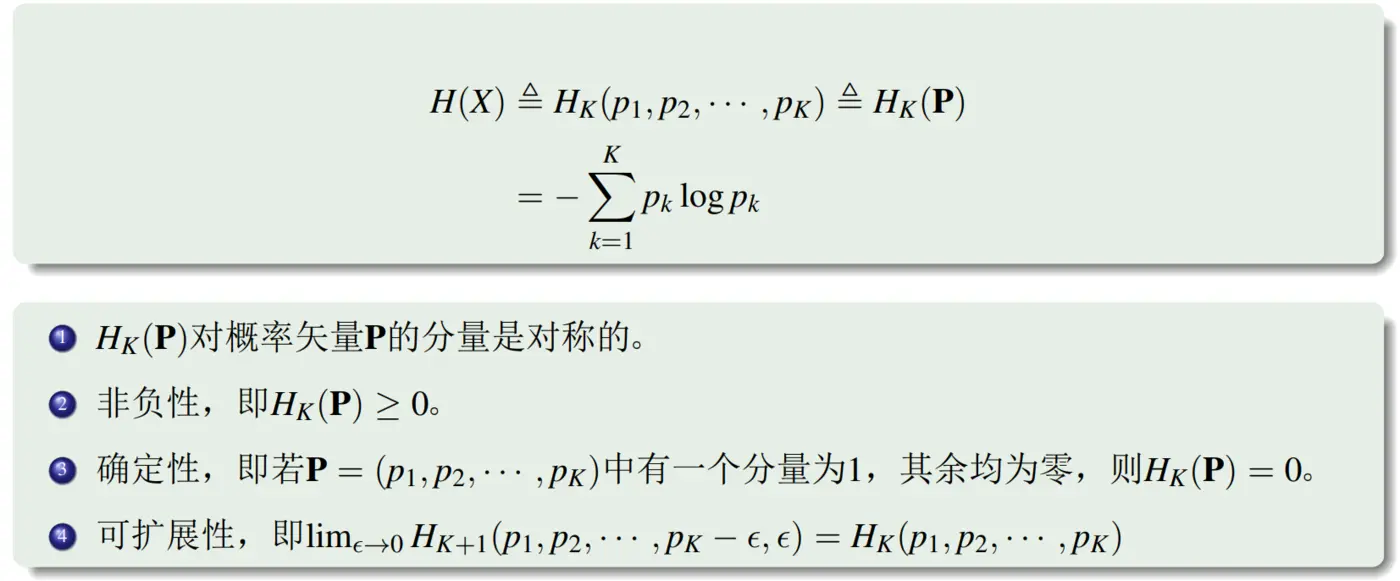 H(X) ≜ H_K(p_1, p_2, ⋯ , p_K) ≜ H_K(𝐏)
= − ∑_{k=1}^{K} p_k log p_k
1 H_K(𝐏)对概率矢量𝐏的分量是对称的。
2 非负性，即H_K(𝐏) ≥ 0。
3 确定性，即若𝐏 = (p_1, p_2, ⋯ , p_K)中有一个分量为1，其余均为零，则H_K(𝐏) = 0。
4 可扩展性，即lim_{ϵ→0} H_{K+1}(p_1, p_2, ⋯ , p_K − ϵ, ϵ) = H_K(p_1, p_2, ⋯ , p_K)